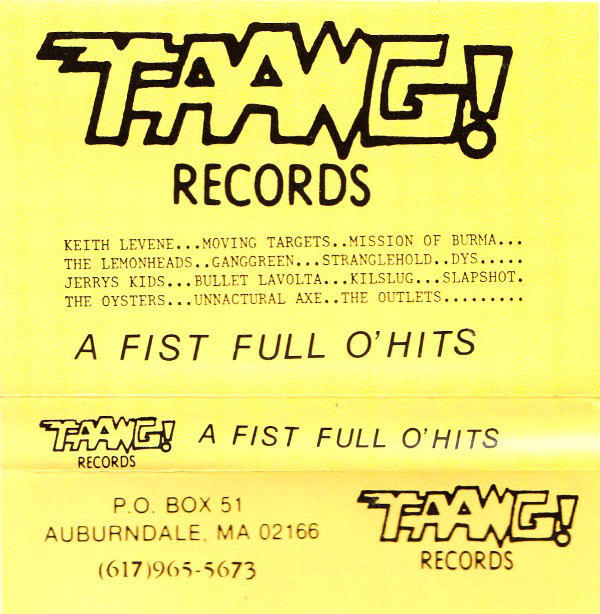 TAANG!
RECORDS
KEITH LEVENE...MOVING TARGETS..MISSION OF BURMA...
THE LEMONHEADS..GANGGREEN...STRANGLEHOLD..DYS.....
JERRYS KIDS...BULLET LAVOLTA...KILSLUG...SLAPSHOT.
THE OYSTERS...UNNACTURAL AXE..THE OUTLETS.........
A FIST FULL O'HITS
TAANG!
RECORDS
A FIST FULL O'HITS
P.O. BOX 51
AUBURNDALE, MA 02166
(617)965-5673
TAANG!
RECORDS